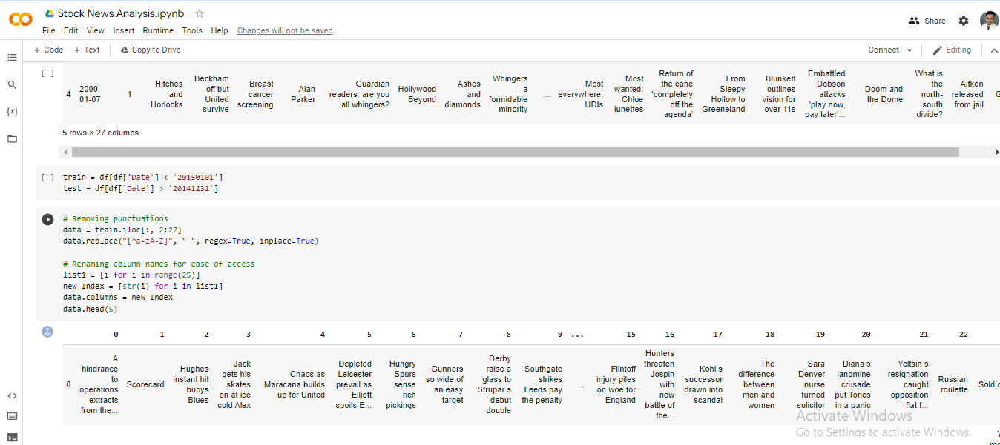 Stock News Analysis.ipynb
Share
File Edit View Insert Runtime Tools Help Changes will not be saved
+ Code + Text Copy to Drive Connect Editing
[ ]
4 2000-01-07 1 Hitches and Horlocks Beckham off but United survive Breast cancer screening Alan Parker Guardian readers: are you all whingers? Hollywood Beyond Ashes and diamonds Whingers - a formidable minority ... Most everywhere: UDIs Most wanted: Chloe lunettes Return of the cane 'completely off the agenda' From Sleepy Hollow to Greeneland Blunkett outlines vision for over 11s Embattled Dobson attacks 'play now, pay later'... Doom and the Dome What is the north-south divide? Aitken released from jail
5 rows × 27 columns
[ ] train = df[df['Date'] < '20150101']
test = df[df['Date'] > '20141231']
# Removing punctuations
data = train.iloc[:, 2:27]
data.replace("[^a-zA-Z]", " ", regex=True, inplace=True)
# Renaming column names for ease of access
list1 = [i for i in range(25)]
new_Index = [str(i) for i in list1]
data.columns = new_Index
data.head(5)
0 1 2 3 4 5 6 7 8 9 ... 15 16 17 18 19 20 21 22
0 A hindrance to operations extracts from the... Scorecard Hughes instant hit buoys Blues Jack gets his skates on at ice cold Alex Chaos as Maracana builds up for United Depleted Leicester prevail as Elliott spoils E... Hungry Spurs sense rich pickings Gunners so wide of an easy target Derby raise a glass to Strupar s debut double Southgate strikes Leeds pay the penalty ... Flintoff injury piles on woe for England Hunters threaten Jospin with new battle of the... Kohl s successor drawn into scandal The difference between men and women Sara Denver nurse turned solicitor Diana s landmine crusade put Tories in a panic Yeltsin s resignation caught opposition flat f... Russian roulette Sold
Activate Windows
Go to Settings to activate Windows.